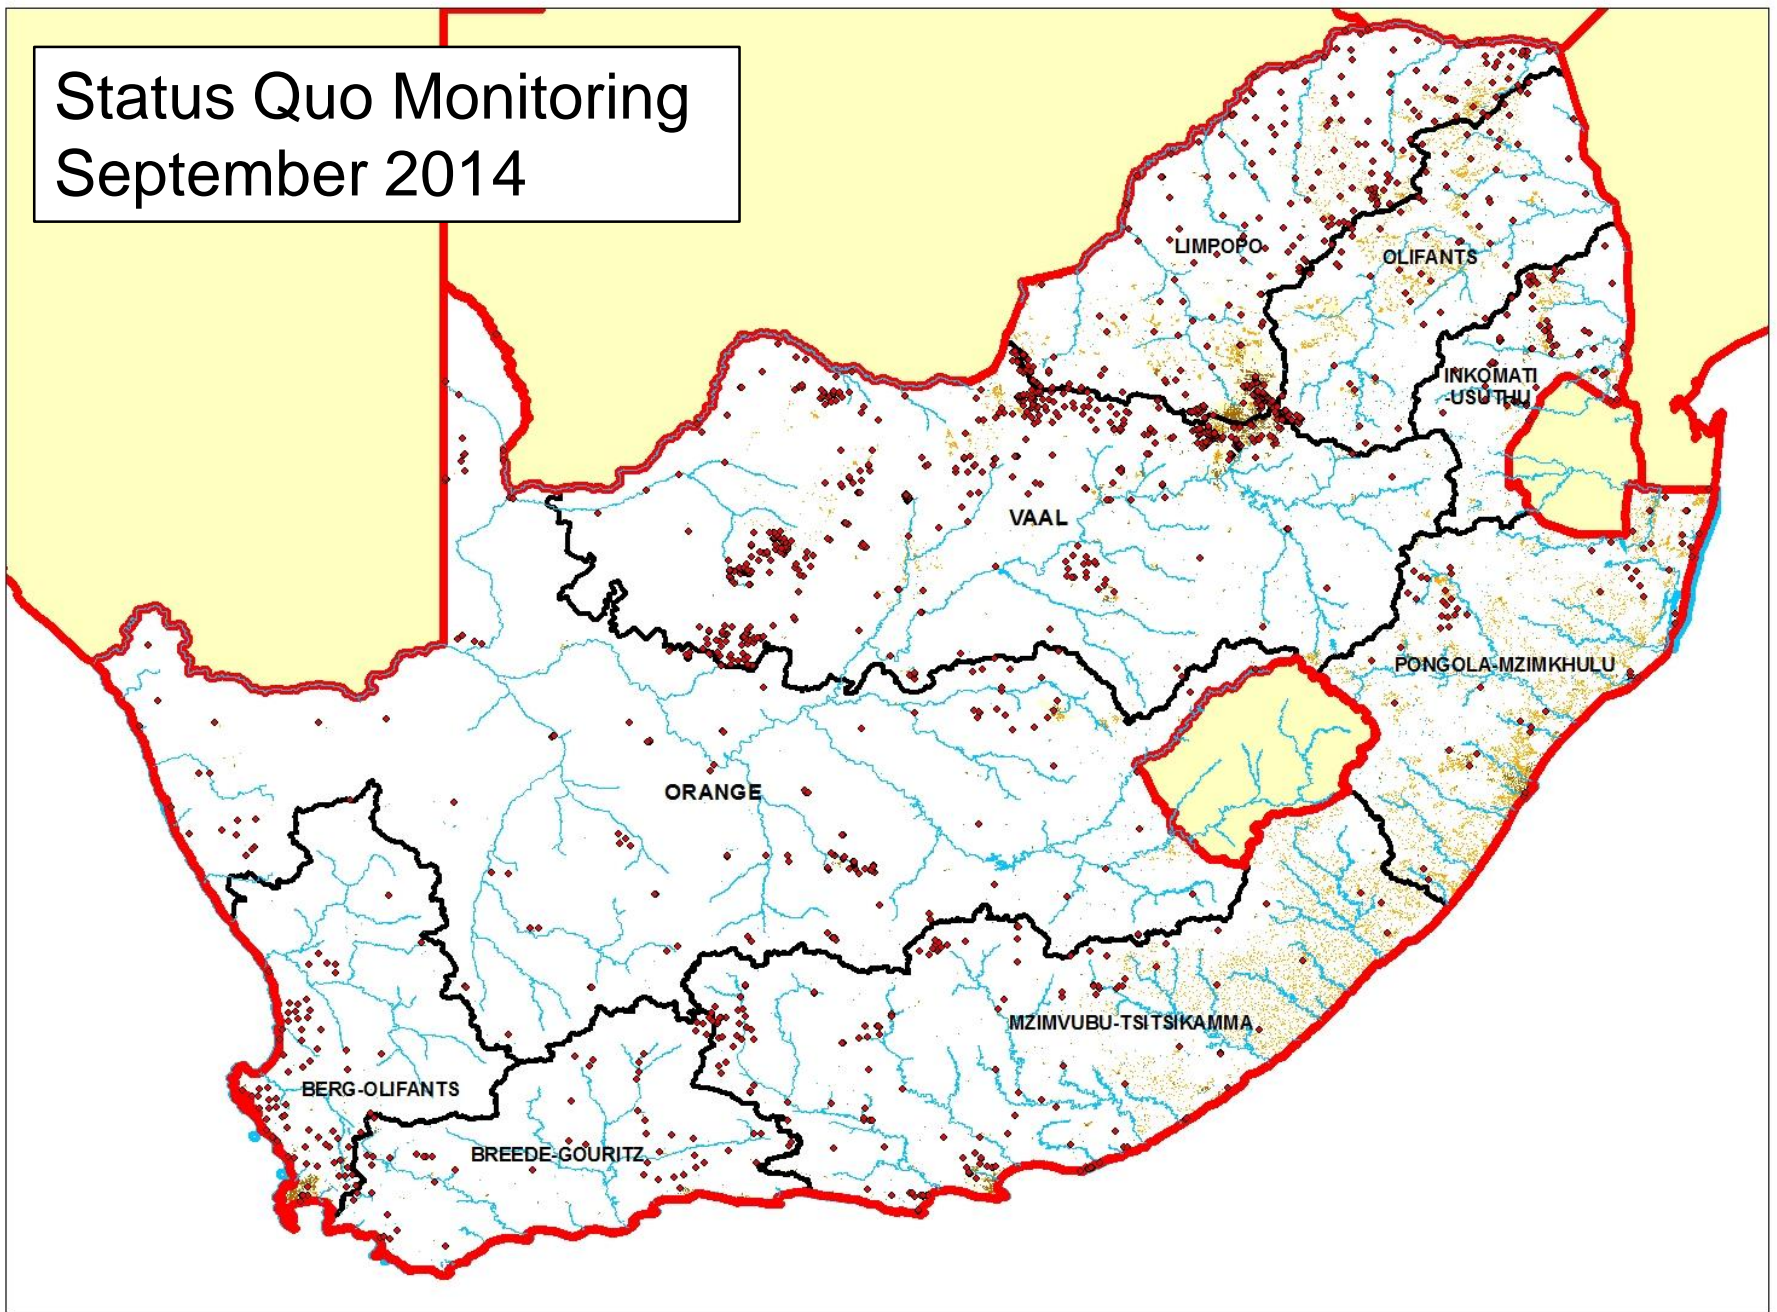 Status Quo Monitoring
September 2014
LIMPOPO
OLIFANTS
INKOMATI
-USUTHU
VAAL
PONGOLA-MZIMKHULU
ORANGE
MZIMVUBU-TSITSIKAMMA
BERG-OLIFANTS
BREEDE-GOURITZ